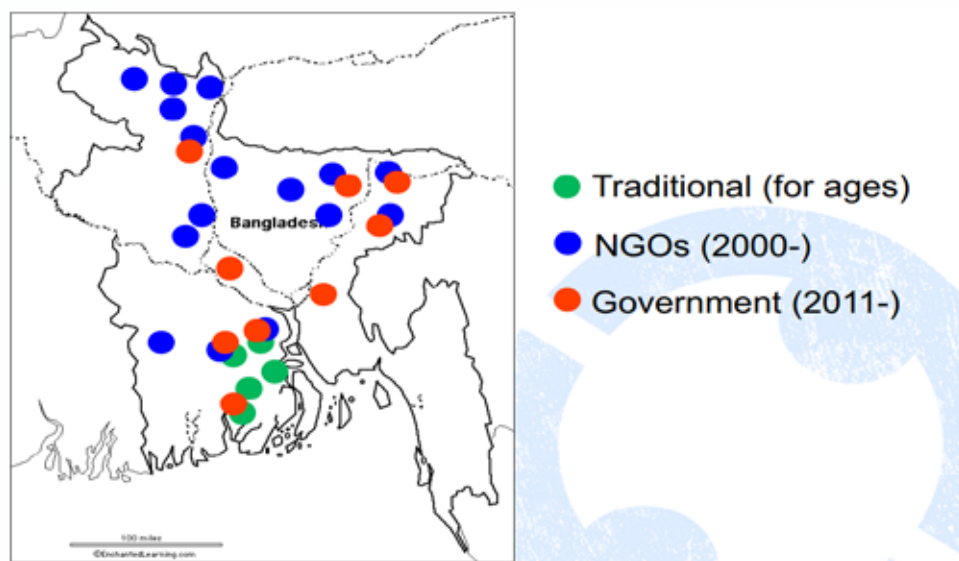 Bangladesh
100 miles
©EnchantedLearning.com
Traditional (for ages)
NGOs (2000-)
Government (2011-)